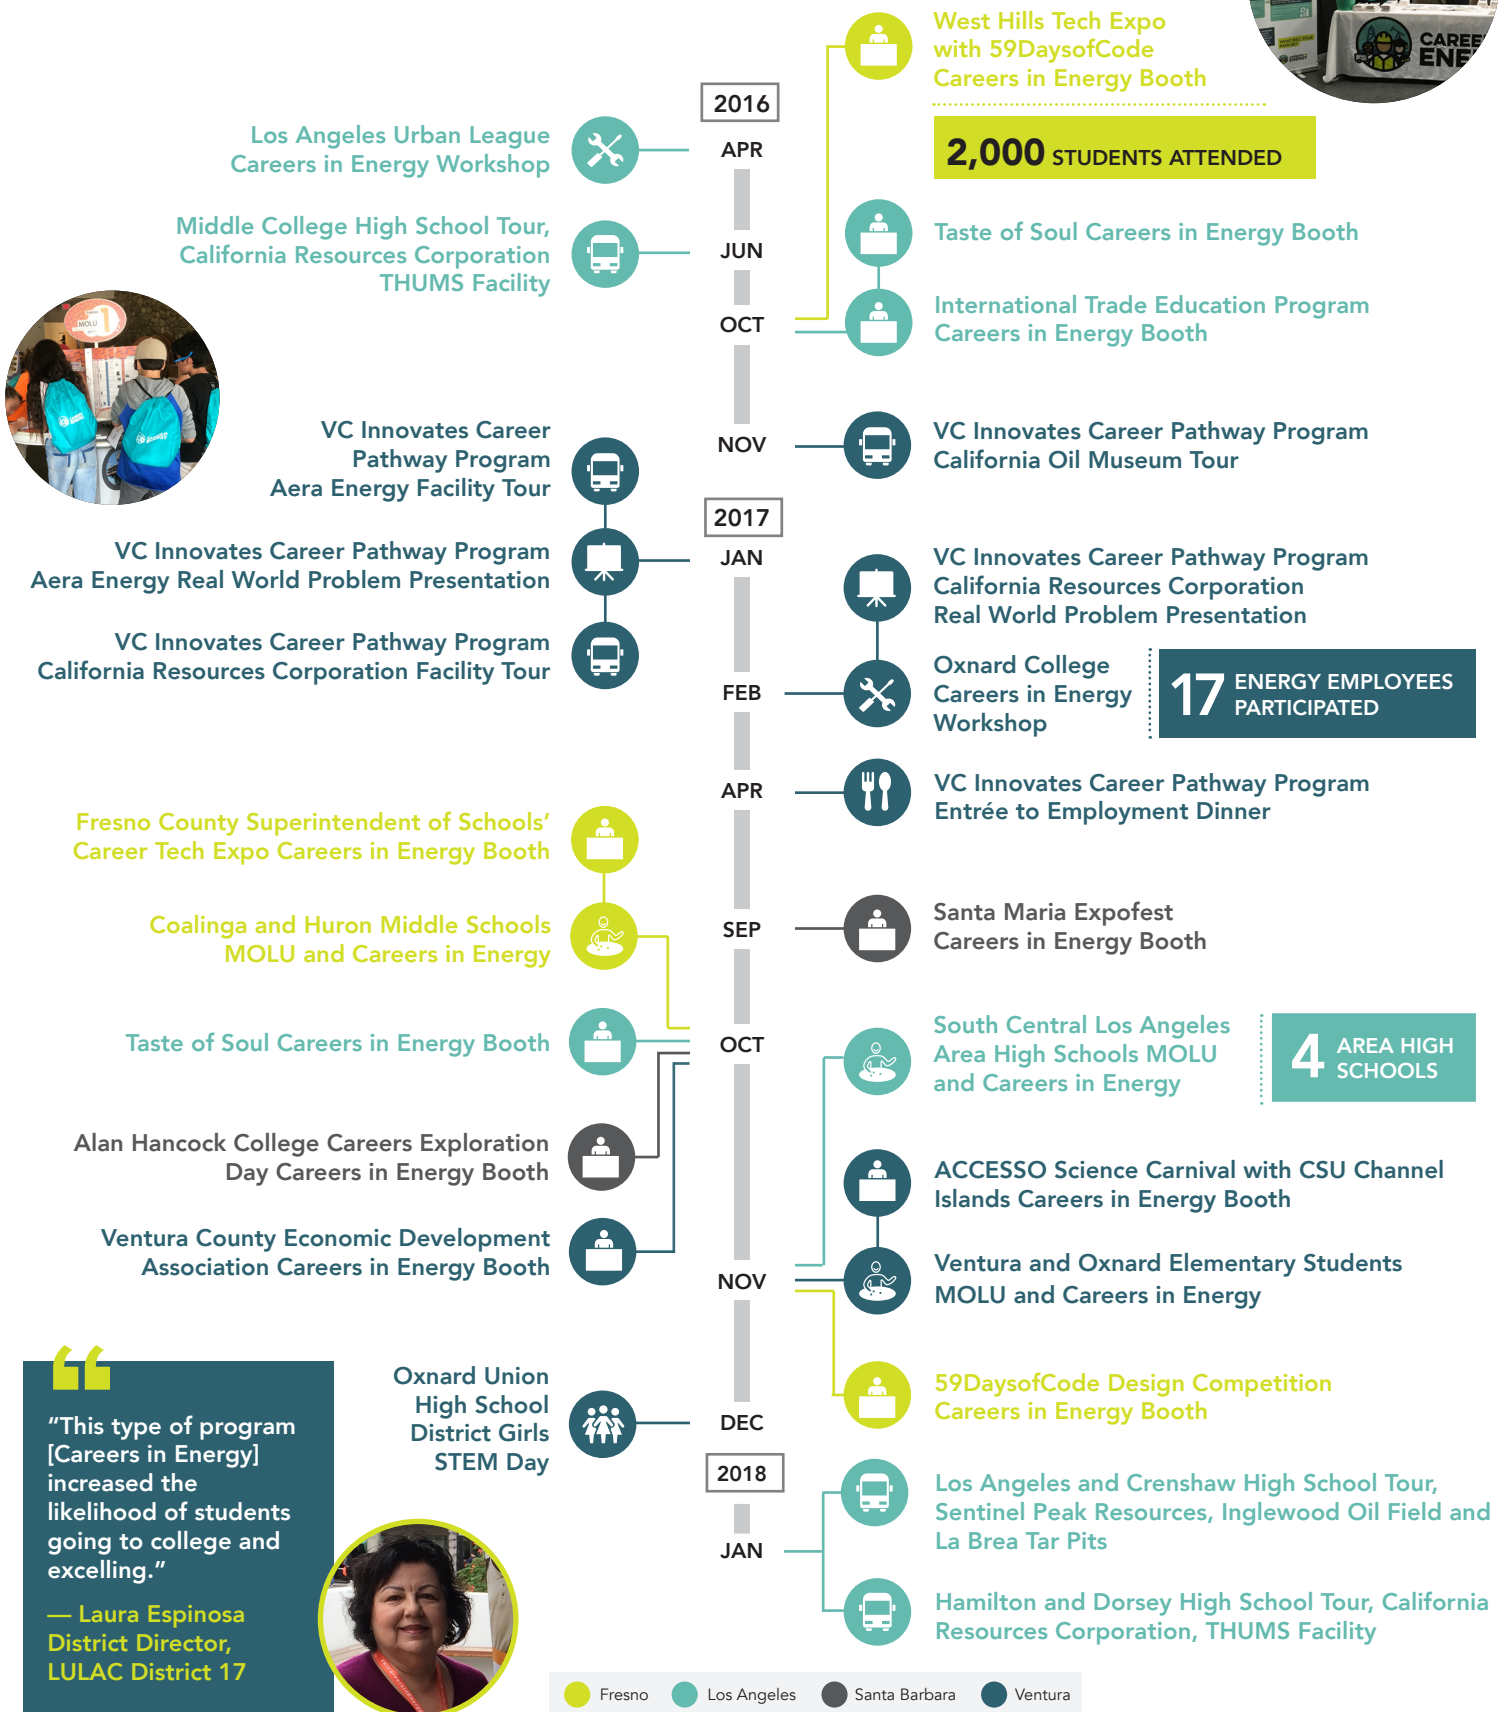 West Hills Tech Expo
with 59DaysofCode
Careers in Energy Booth
2,000 STUDENTS ATTENDED
CAREE
ENE
2016
Los Angeles Urban League
Careers in Energy Workshop
APR
Middle College High School Tour,
California Resources Corporation
THUMS Facility
JUN
Taste of Soul Careers in Energy Booth
International Trade Education Program
Careers in Energy Booth
OCT
MOLU
1
VC Innovates Career Pathway Program
California Oil Museum Tour
NOV
VC Innovates Career
Pathway Program
Aera Energy Facility Tour
2017
VC Innovates Career Pathway Program
Aera Energy Real World Problem Presentation
JAN
VC Innovates Career Pathway Program
California Resources Corporation Facility Tour
VC Innovates Career Pathway Program
California Resources Corporation
Real World Problem Presentation
FEB
Oxnard College
Careers in Energy
Workshop
17 ENERGY EMPLOYEES
PARTICIPATED
APR
VC Innovates Career Pathway Program
Entrée to Employment Dinner
Fresno County Superintendent of Schools’
Career Tech Expo Careers in Energy Booth
Coalinga and Huron Middle Schools
MOLU and Careers in Energy
SEP
Santa Maria Expofest
Careers in Energy Booth
Taste of Soul Careers in Energy Booth
OCT
South Central Los Angeles
Area High Schools MOLU
and Careers in Energy
4 AREA HIGH
SCHOOLS
Alan Hancock College Careers Exploration
Day Careers in Energy Booth
ACCESSO Science Carnival with CSU Channel
Islands Careers in Energy Booth
Ventura County Economic Development
Association Careers in Energy Booth
Ventura and Oxnard Elementary Students
MOLU and Careers in Energy
NOV
59DaysofCode Design Competition
Careers in Energy Booth
Oxnard Union
High School
District Girls
STEM Day
DEC
2018
Los Angeles and Crenshaw High School Tour,
Sentinel Peak Resources, Inglewood Oil Field and
La Brea Tar Pits
JAN
Hamilton and Dorsey High School Tour, California
Resources Corporation, THUMS Facility
“
“This type of program
[Careers in Energy]
increased the
likelihood of students
going to college and
excelling.”
— Laura Espinosa
District Director,
LULAC District 17
Fresno Los Angeles Santa Barbara Ventura